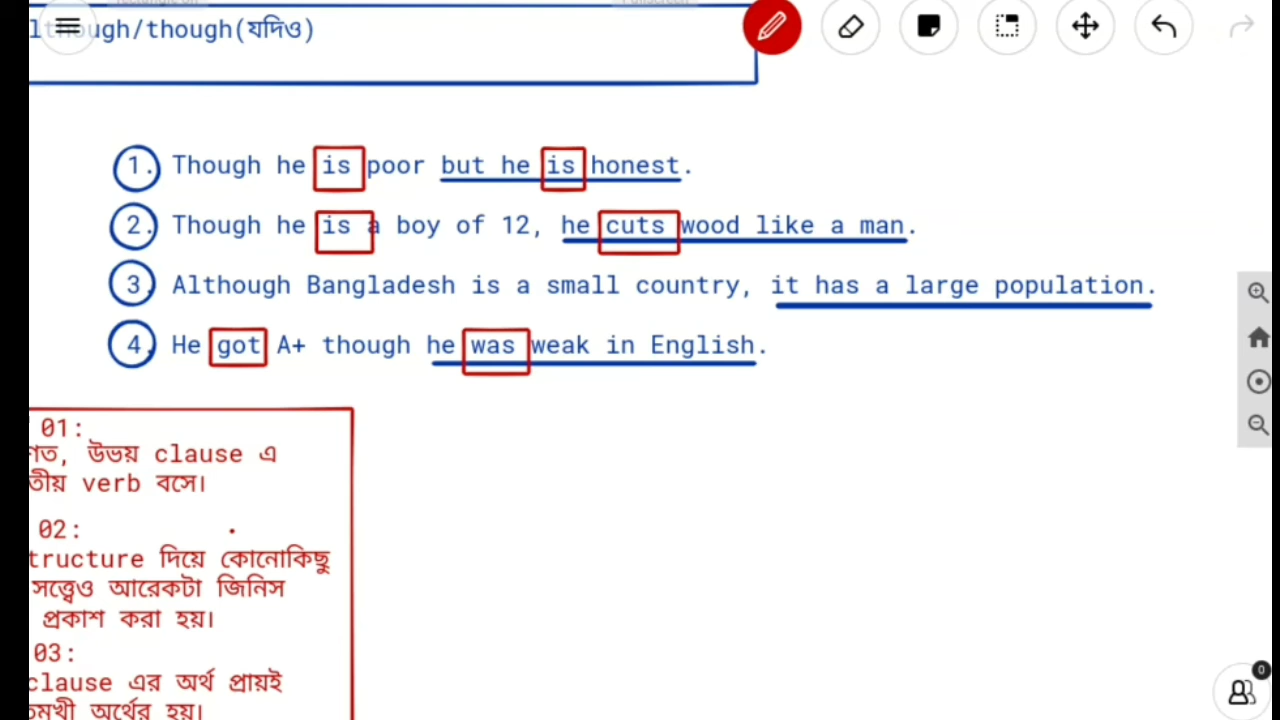 although/though(যদিও)
1. Though he is poor but he is honest.
2. Though he is a boy of 12, he cuts wood like a man.
3. Although Bangladesh is a small country, it has a large population.
4. He got A+ though he was weak in English.
01:
উভয় clause এ
verb বসে।
02:
structure দিয়ে কোনোকিছু
সত্ত্বেও আরেকটা জিনিস
প্রকাশ করা হয়।
03:
clause এর অর্থ প্রায়ই
অর্থের হয়।
0